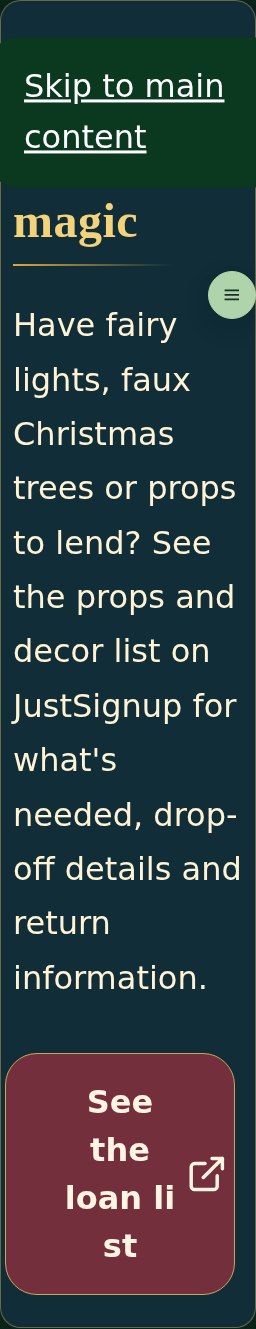 Skip to main
content
magic
Have fairy
lights, faux
Christmas
trees or props
to lend? See
the props and
decor list on
JustSignup for
what's
needed, drop-
off details and
return
information.
See
the
loan li
st